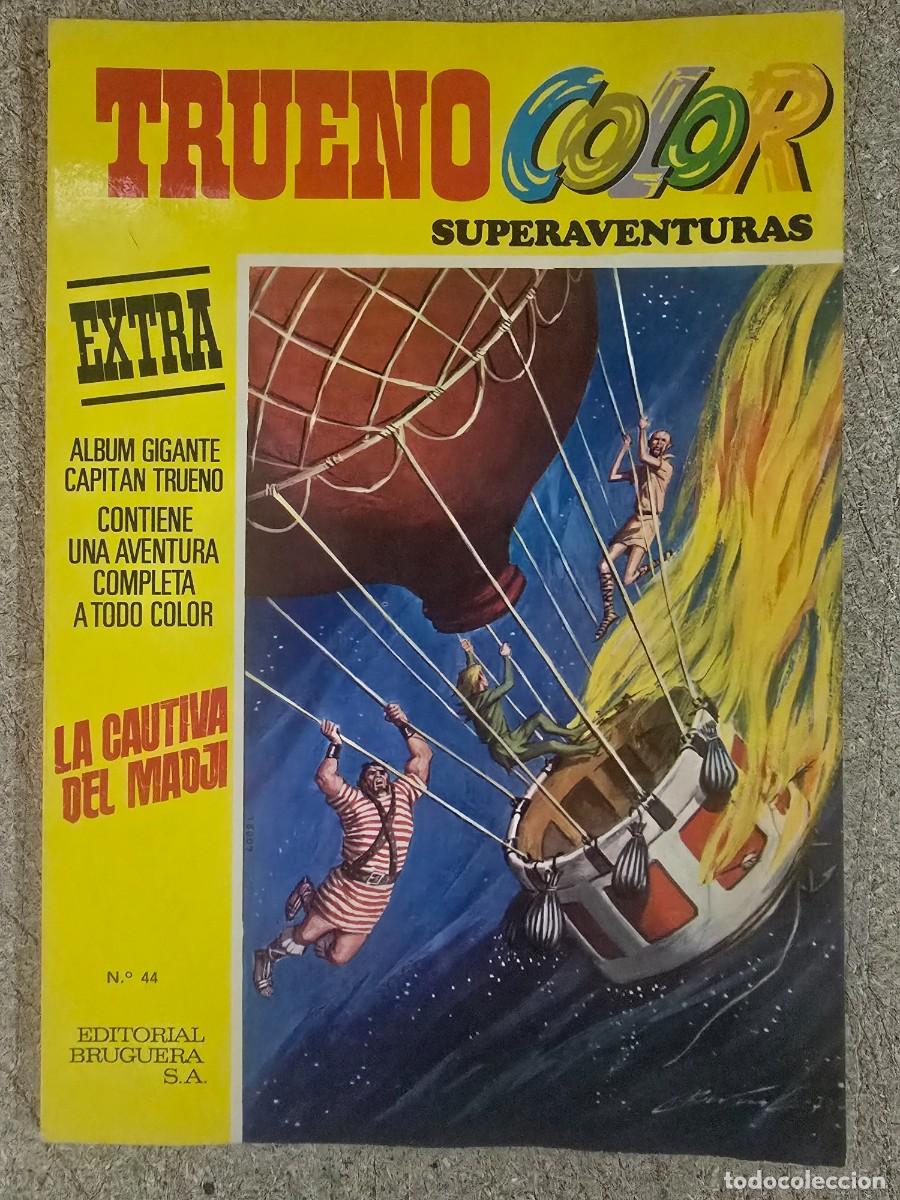 TRUENO COLOR
SUPERAVENTURAS
EXTRA
ALBUM GIGANTE
CAPITAN TRUENO
CONTIENE
UNA AVENTURA
COMPLETA
A TODO COLOR
LA CAUTIVA
DEL MADJI
N.º 44
EDITORIAL
BRUGUERA
S.A.
todocoleccion